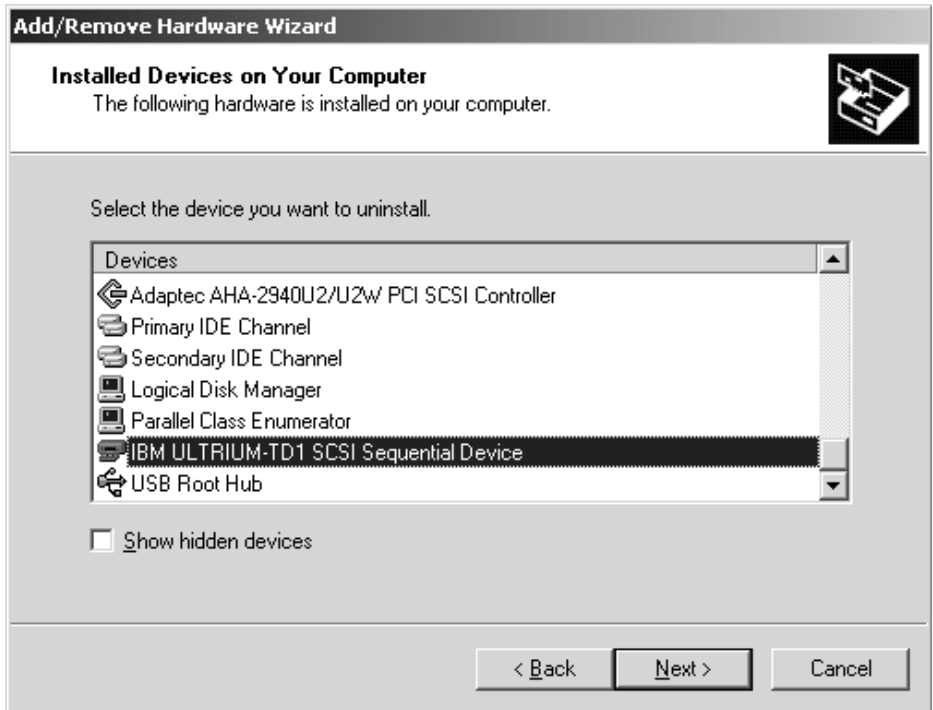 Add/Remove Hardware Wizard
Installed Devices on Your Computer
The following hardware is installed on your computer.
Select the device you want to uninstall.
Devices
Adaptec AHA-2940U2/U2W PCI SCSI Controller
Primary IDE Channel
Secondary IDE Channel
Logical Disk Manager
Parallel Class Enumerator
IBM ULTRIUM-TD1 SCSI Sequential Device
USB Root Hub
Show hidden devices
< Back Next > Cancel